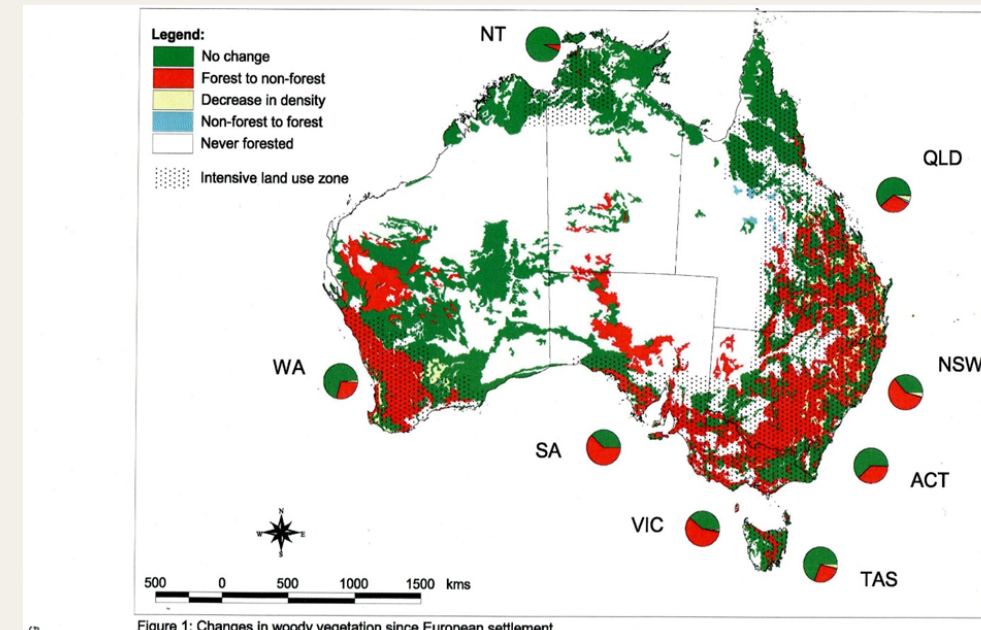 Legend:
No change
Forest to non-forest
Decrease in density
Non-forest to forest
Never forested
Intensive land use zone
NT
QLD
WA
NSW
SA
ACT
VIC
TAS
N
W E
S
500 0 500 1000 1500 kms
Figure 1: Changes in woody vegetation since European settlement